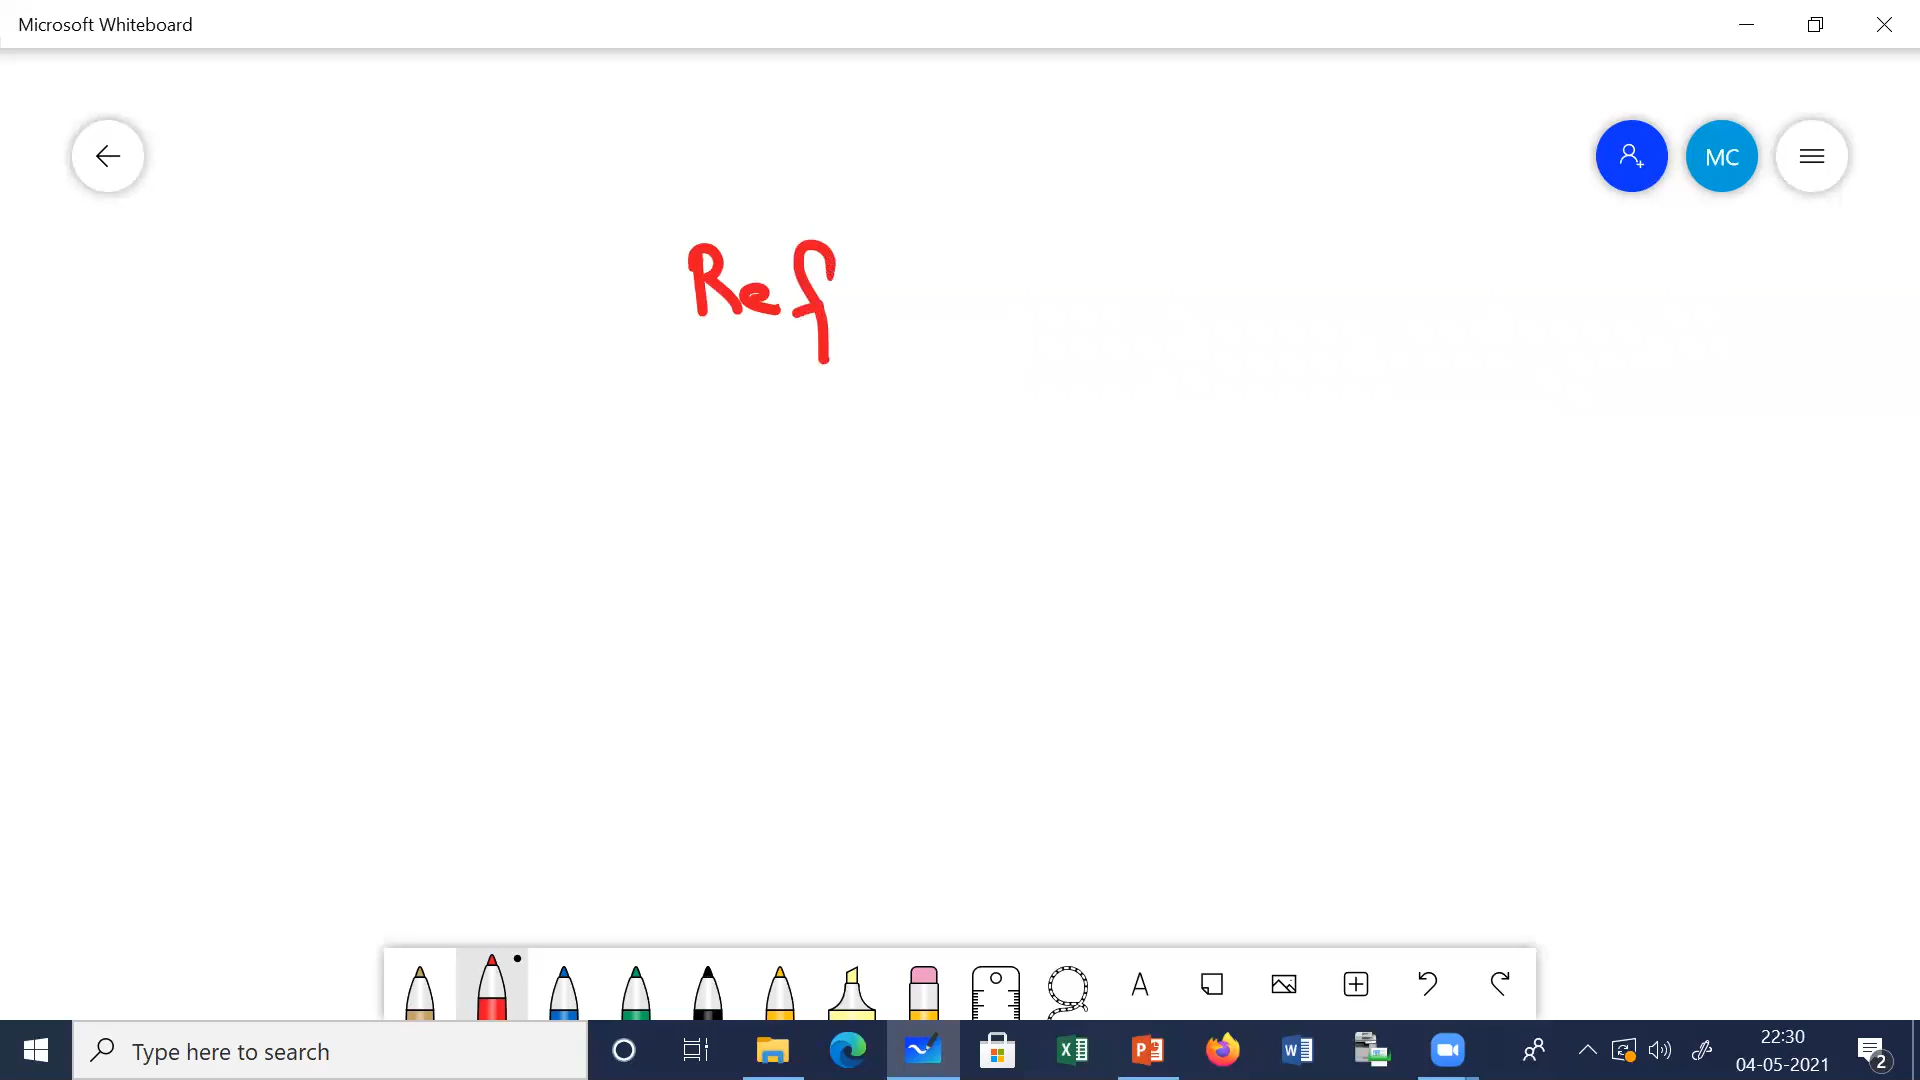 Microsoft Whiteboard
MC
Ref
A
Type here to search
22:30
04-05-2021
2